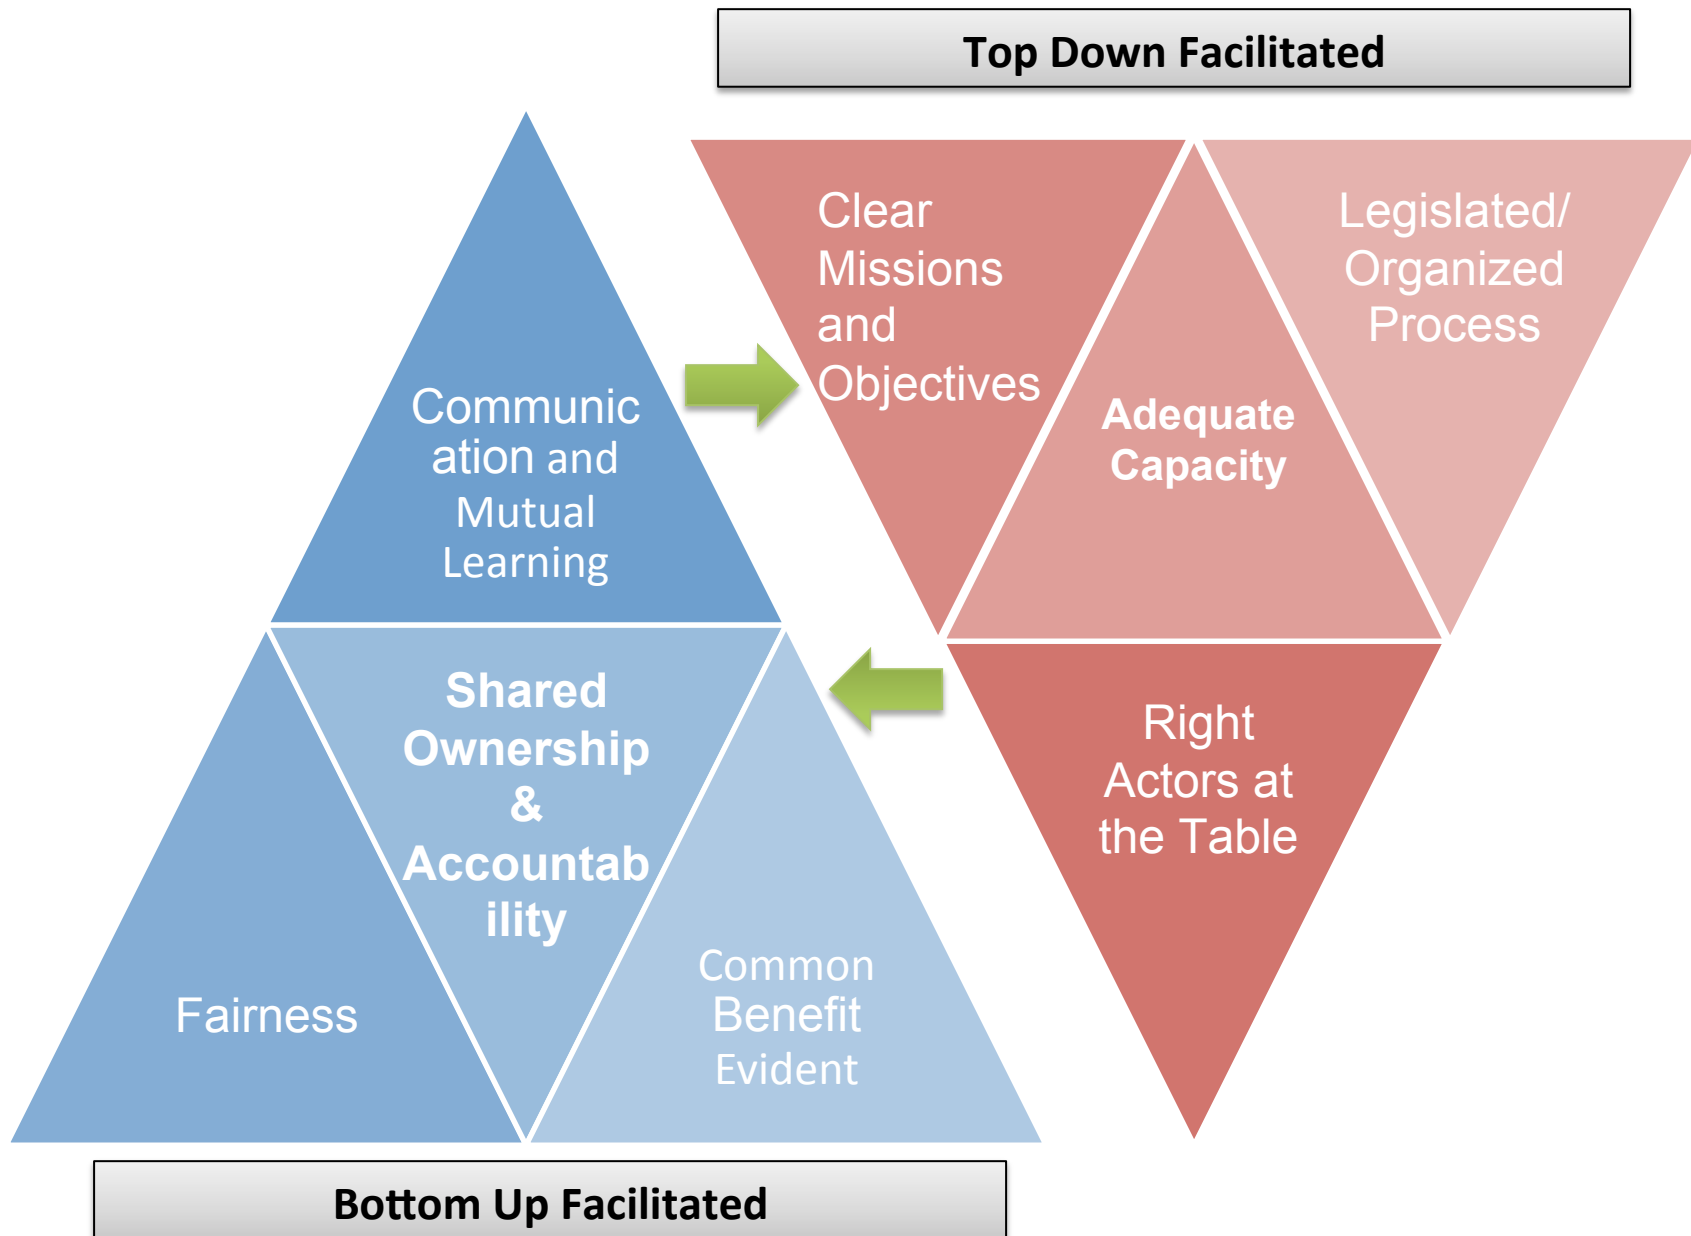 Top Down Facilitated
Clear
Missions
and
Objectives
Legislated/
Organized
Process
Adequate
Capacity
Communic
ation and
Mutual
Learning
Shared
Ownership
&
Accountab
ility
Right
Actors at
the Table
Fairness
Common
Benefit
Evident
Bottom Up Facilitated